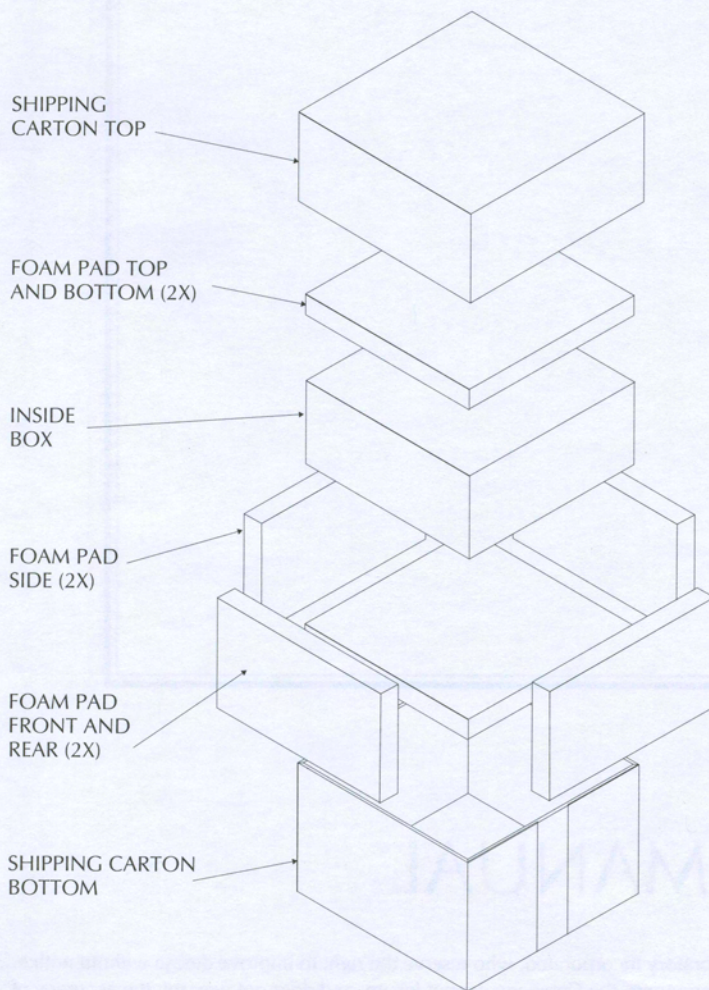 SHIPPING
CARTON TOP
FOAM PAD TOP
AND BOTTOM (2X)
INSIDE
BOX
FOAM PAD
SIDE (2X)
FOAM PAD
FRONT AND
REAR (2X)
SHIPPING CARTON
BOTTOM
MANUAL